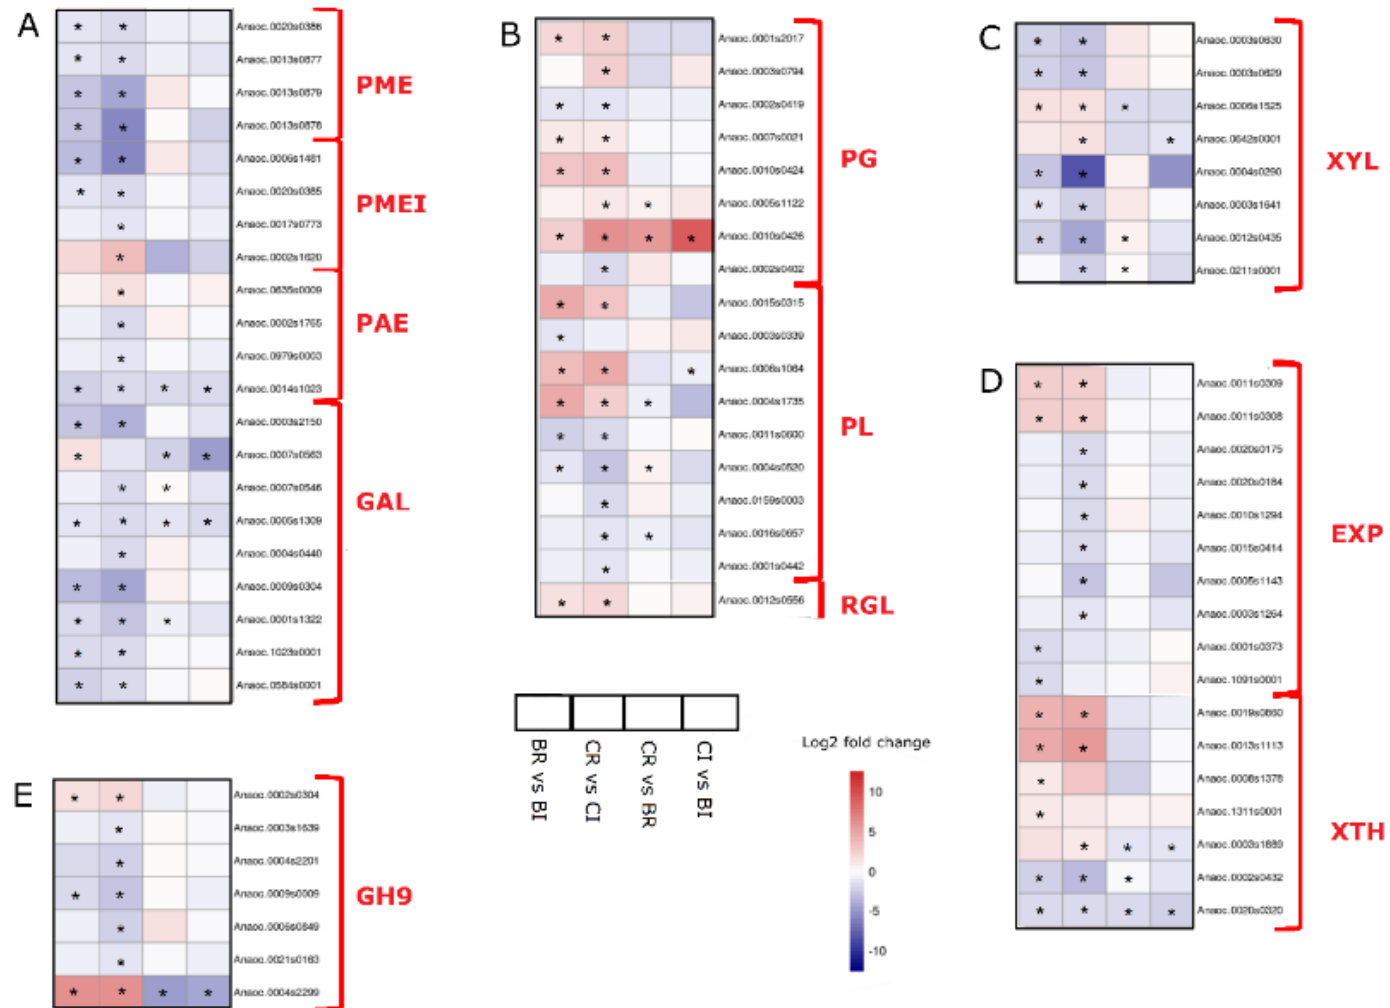 A
*
*
Anaoc.0020s0386
*
*
Anaoc.0013s0877
*
*
Anaoc.0013s0879
*
*
Anaoc.0013s0878
PME
*
*
Anaoc.0006s1481
*
*
Anaoc.0020s0385
*
Anaoc.0017s0773
*
Anaoc.0002s1620
PMEI
*
Anaoc.0635s0009
*
Anaoc.0002s1765
*
Anaoc.0979s0003
*
*
*
*
Anaoc.0014s1023
PAE
*
*
Anaoc.0003s2150
*
*
*
Anaoc.0007s0563
*
*
Anaoc.0007s0546
*
*
*
*
Anaoc.0005s1309
*
Anaoc.0004s0440
*
*
Anaoc.0009s0304
*
*
*
Anaoc.0001s1322
*
*
Anaoc.1023s0001
*
*
Anaoc.0584s0001
GAL
B
*
*
Anaoc.0001s2017
*
Anaoc.0003s0794
*
*
Anaoc.0002s0419
*
*
Anaoc.0007s0021
*
*
Anaoc.0010s0424
*
*
Anaoc.0005s1122
*
*
*
*
Anaoc.0010s0426
*
Anaoc.0002s0402
PG
*
*
Anaoc.0015s0315
*
Anaoc.0003s0339
*
*
*
Anaoc.0006s1064
*
*
*
Anaoc.0004s1735
*
*
Anaoc.0011s0600
*
*
*
Anaoc.0004s0520
*
Anaoc.0159s0003
*
*
Anaoc.0016s0657
*
Anaoc.0001s0442
PL
*
*
Anaoc.0012s0556
RGL
C
*
*
Anaoc.0003s0630
*
*
Anaoc.0003s0629
*
*
*
Anaoc.0006s1525
*
*
Anaoc.0642s0001
*
*
Anaoc.0004s0290
*
*
Anaoc.0003s1641
*
*
*
Anaoc.0012s0435
*
*
Anaoc.0211s0001
XYL
D
*
*
Anaoc.0011s0309
*
*
Anaoc.0011s0308
*
Anaoc.0020s0175
*
Anaoc.0020s0184
*
Anaoc.0010s1294
*
Anaoc.0015s0414
*
Anaoc.0005s1143
*
Anaoc.0003s1264
*
Anaoc.0001s0373
*
Anaoc.1091s0001
EXP
*
*
Anaoc.0019s0860
*
*
Anaoc.0013s1113
*
Anaoc.0008s1378
*
Anaoc.1311s0001
*
*
*
Anaoc.0003s1889
*
*
*
Anaoc.0002s0432
*
*
*
*
Anaoc.0020s0320
XTH
E
*
*
Anaoc.0002s0304
*
Anaoc.0003s1639
*
Anaoc.0004s2201
*
*
Anaoc.0009s0009
*
Anaoc.0006s0849
*
Anaoc.0021s0163
*
*
*
*
Anaoc.0004s2299
GH9
BR vs BI
CR vs CI
CR vs BR
CI vs BI
Log2 fold change
10
5
0
-5
-10